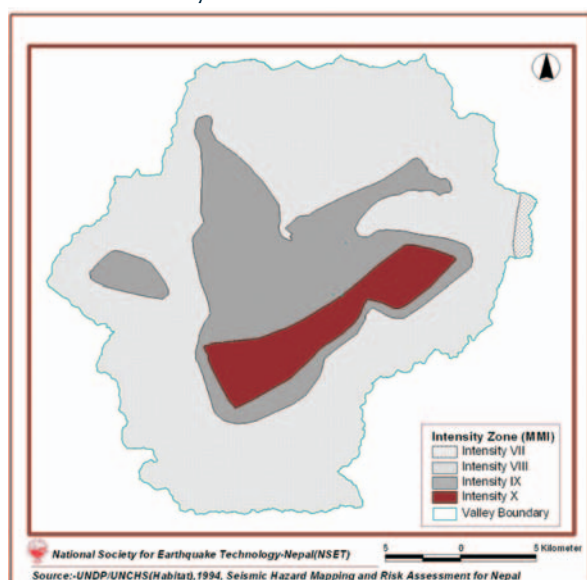 Intensity Zone (MMI)
Intensity VII
Intensity VIII
Intensity IX
Intensity X
Valley Boundary
National Society for Earthquake Technology-Nepal(NSET)
5 0 5 Kilometer
Source:-UNDP/UNCHS(Habitat),1994, Seismic Hazard Mapping and Risk Assessment for Nepal